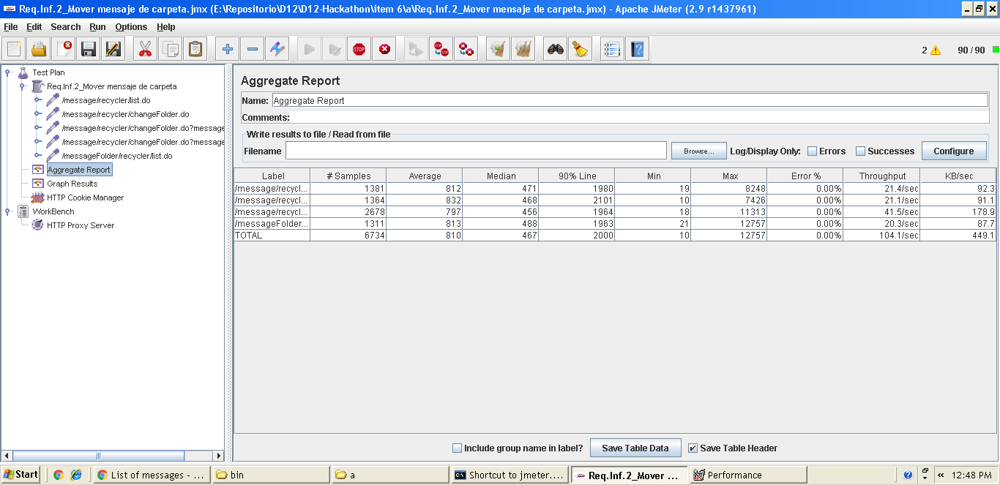 Req.Inf.2_Mover mensaje de carpeta.jmx (E:\Repositorio\D12\D12-Hackathon\item 6\a\Req.Inf.2_Mover mensaje de carpeta.jmx) - Apache JMeter (2.9 r1437961)
File Edit Search Run Options Help
STOP STOP 2 90 / 90
Test Plan
Req.Inf.2_Mover mensaje de carpeta
/message/recycler/list.do
/message/recycler/changeFolder.do
/message/recycler/changeFolder.do?message
/message/recycler/changeFolder.do?message
/messageFolder/recycler/list.do
Aggregate Report
Graph Results
HTTP Cookie Manager
WorkBench
HTTP Proxy Server
Aggregate Report
Name: Aggregate Report
Comments:
Write results to file / Read from file
Filename Browse... Log/Display Only: Errors Successes Configure
Label # Samples Average Median 90% Line Min Max Error % Throughput KB/sec
/message/recycl... 1381 812 471 1980 19 8248 0.00% 21.4/sec 92.3
/message/recycl... 1364 832 468 2101 10 7426 0.00% 21.1/sec 91.1
/message/recycl... 2678 797 456 1964 18 11313 0.00% 41.5/sec 178.9
/messageFolder... 1311 813 488 1963 21 12757 0.00% 20.3/sec 87.7
TOTAL 6734 810 467 2000 10 12757 0.00% 104.1/sec 449.1
Include group name in label? Save Table Data Save Table Header
Start List of messages - ... bin a Shortcut to jmeter.... Req.Inf.2_Mover ... Performance 12:48 PM